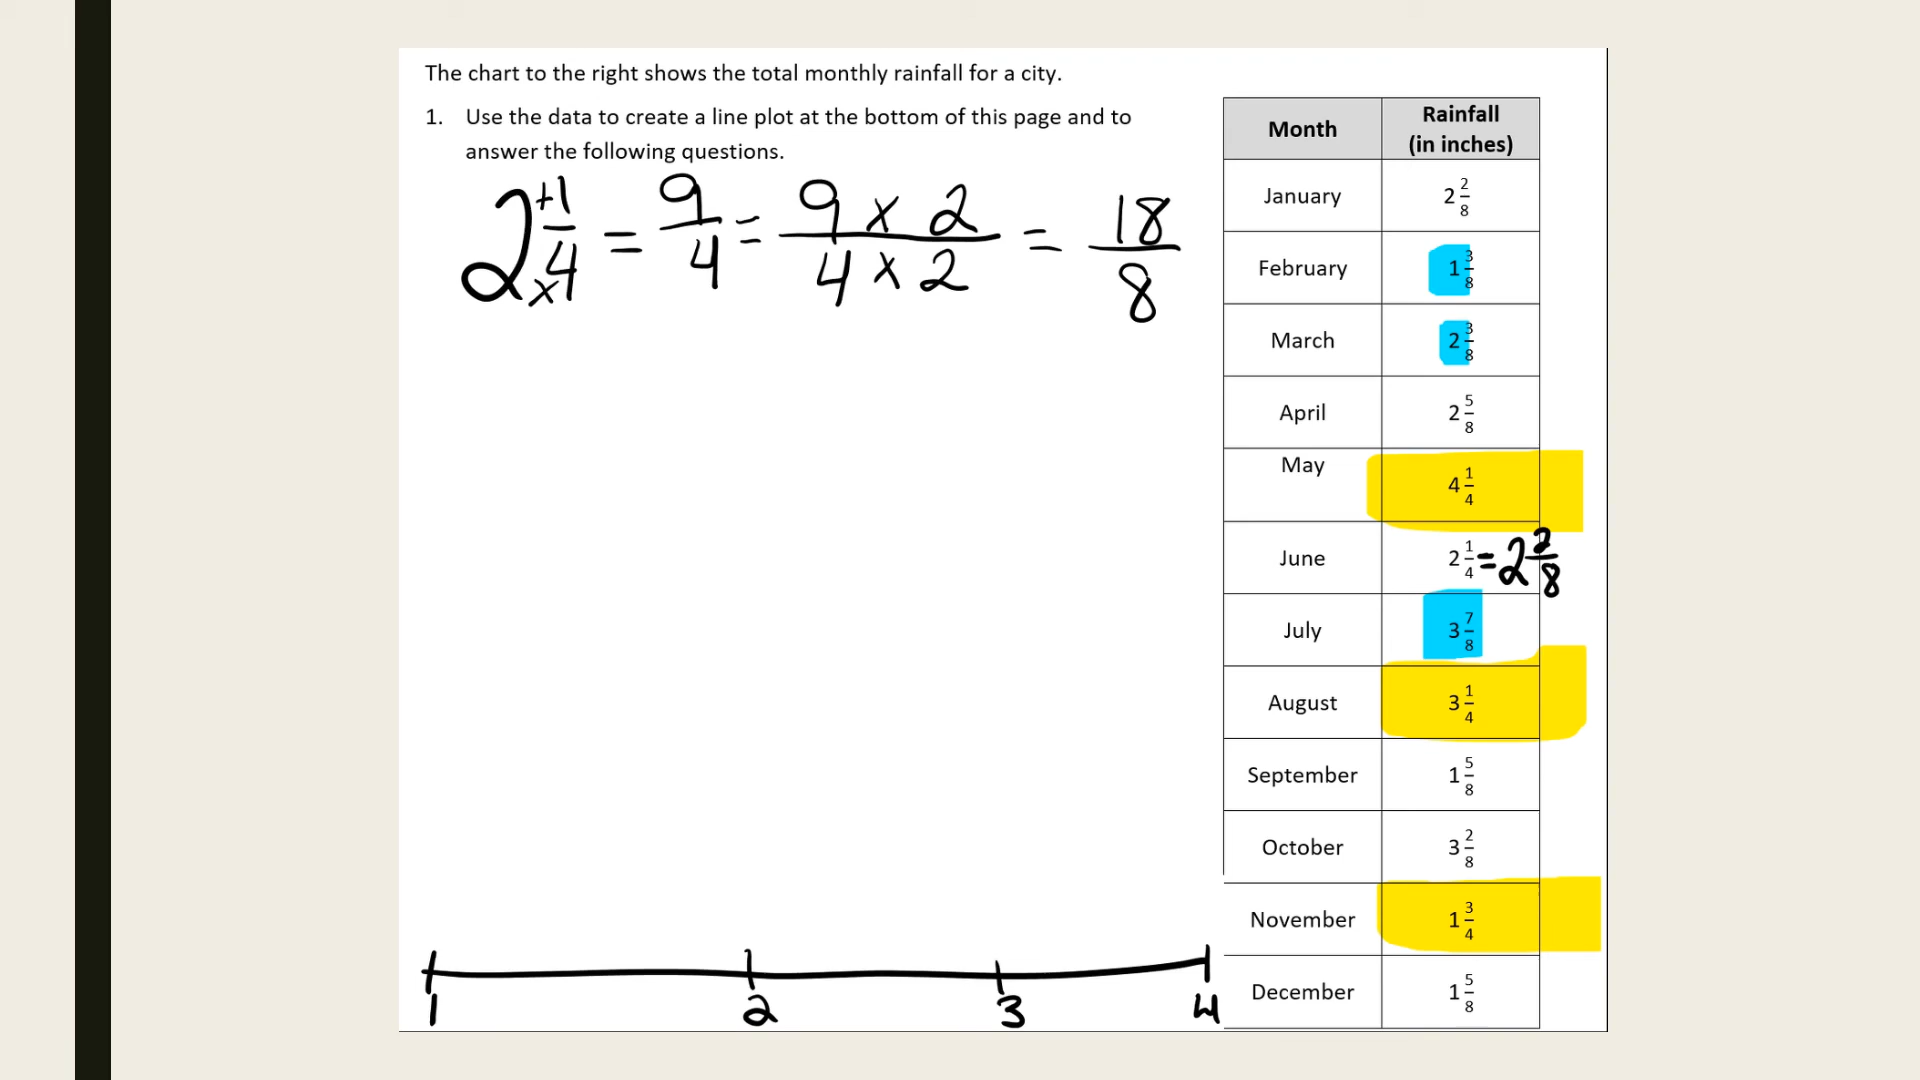 The chart to the right shows the total monthly rainfall for a city.
1. Use the data to create a line plot at the bottom of this page and to
answer the following questions.
2 +1/x4 = 9/4 = 9 x 2 / 4 x 2 = 18/8
Month Rainfall (in inches)
January 2 2/8
February 1 3/8
March 2 3/8
April 2 5/8
May 4 1/4
June 2 1/4 = 2 2/8
July 3 7/8
August 3 1/4
September 1 5/8
October 3 2/8
November 1 3/4
December 1 5/8
1 2 3 4